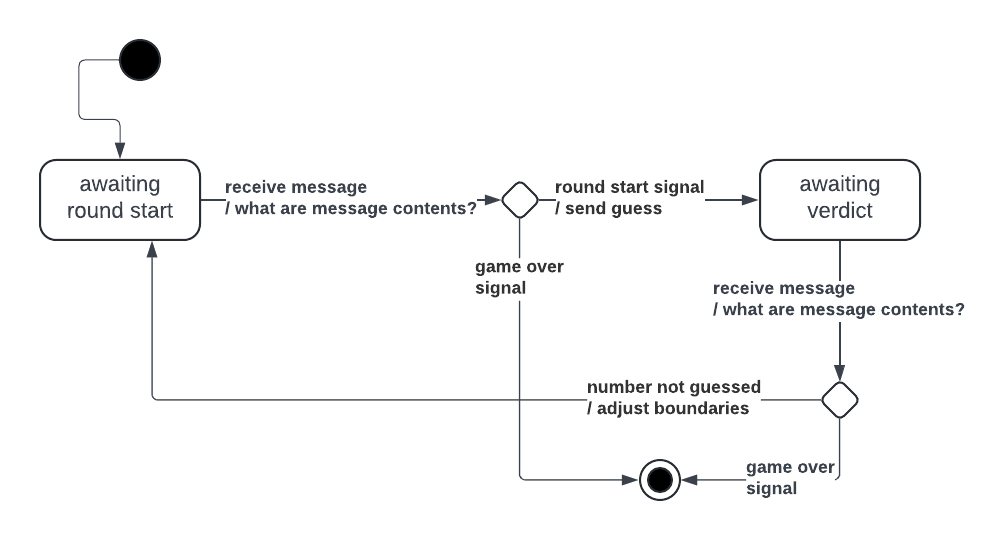 awaiting
round start
receive message
/ what are message contents?
round start signal
/ send guess
awaiting
verdict
game over
signal
receive message
/ what are message contents?
number not guessed
/ adjust boundaries
game over
signal